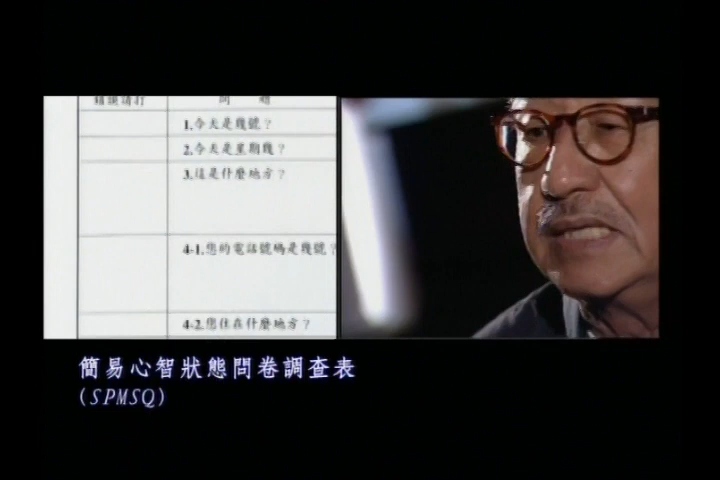 錯誤請打
問 題
1.今天是幾號？
2.今天是星期幾？
3.這是什麼地方？
4-1.您的電話號碼是幾號？
4-2.您住在什麼地方？
簡易心智狀態問卷調查表
(SPMSQ)